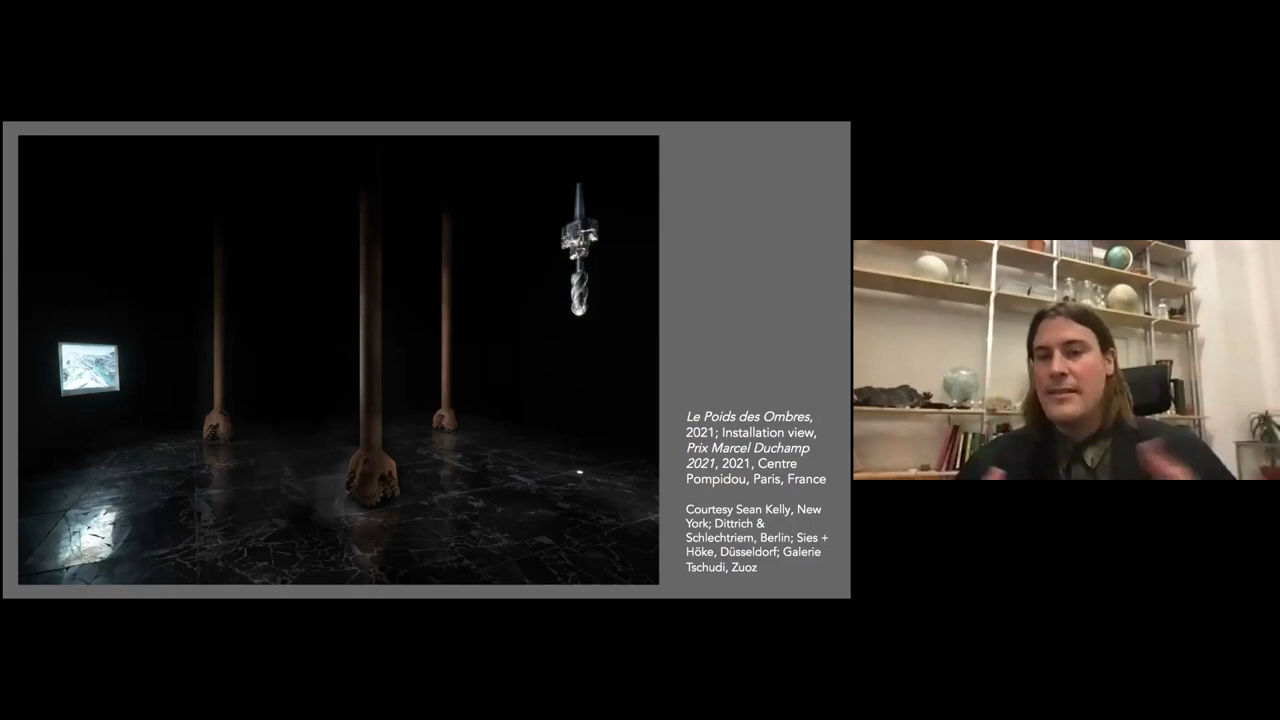 Le Poids des Ombres,
2021; Installation view,
Prix Marcel Duchamp
2021, 2021, Centre
Pompidou, Paris, France
Courtesy Sean Kelly, New
York; Dittrich &
Schlechtriem, Berlin; Sies +
Höke, Düsseldorf; Galerie
Tschudi, Zuoz